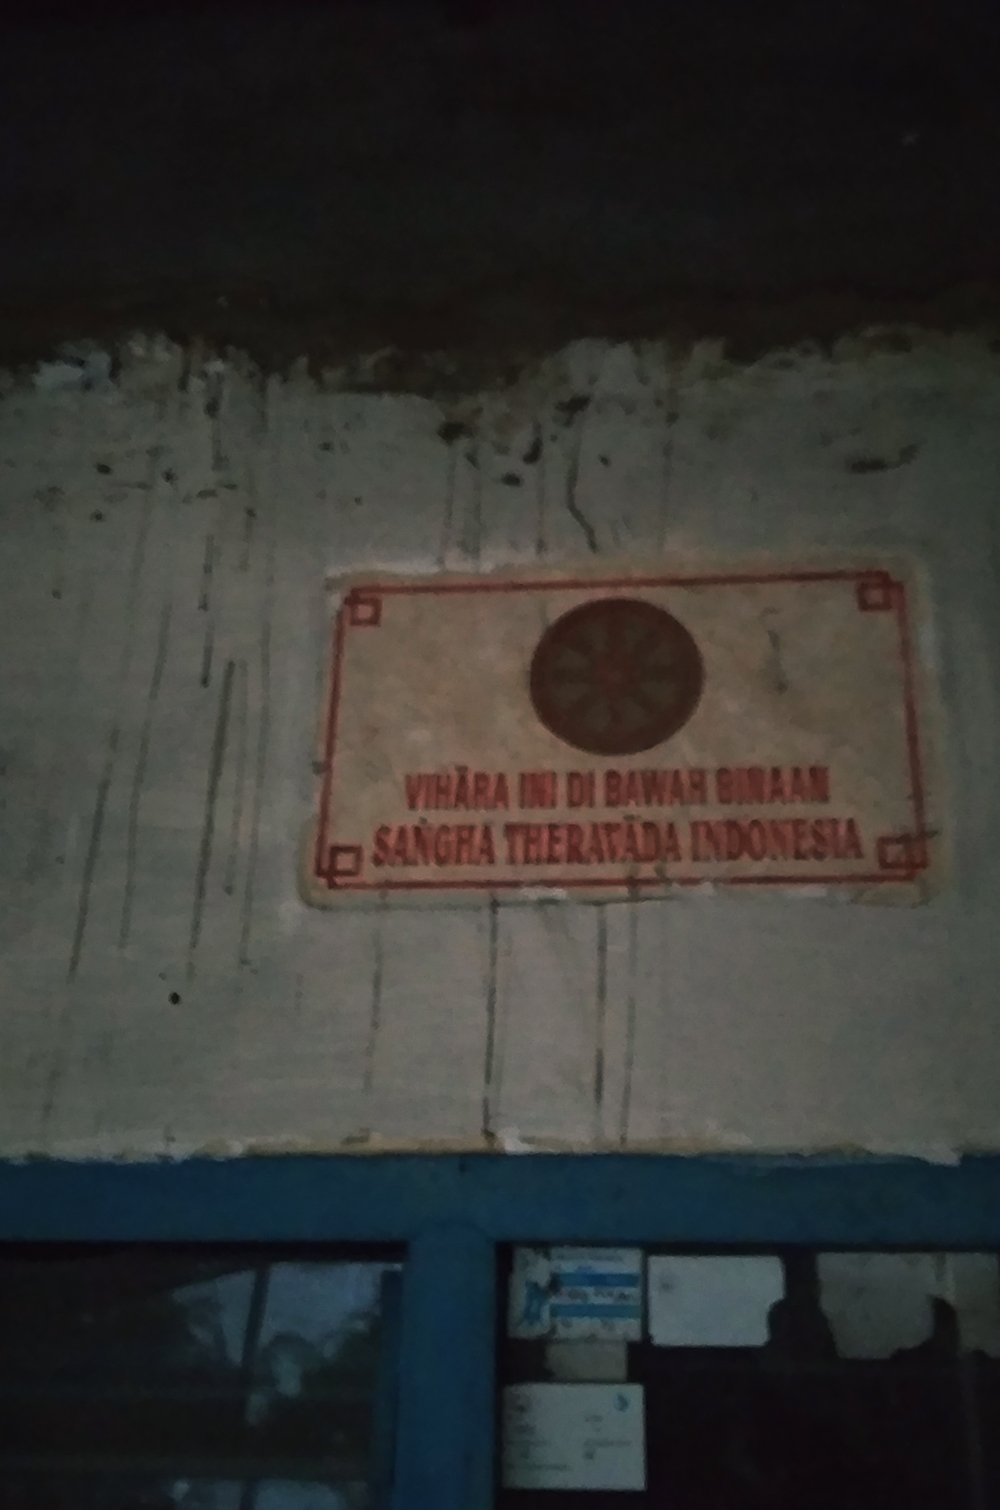 VIHĀRA INI DI BAWAH BINAAN
SAṄGHA THERAVĀDA INDONESIA